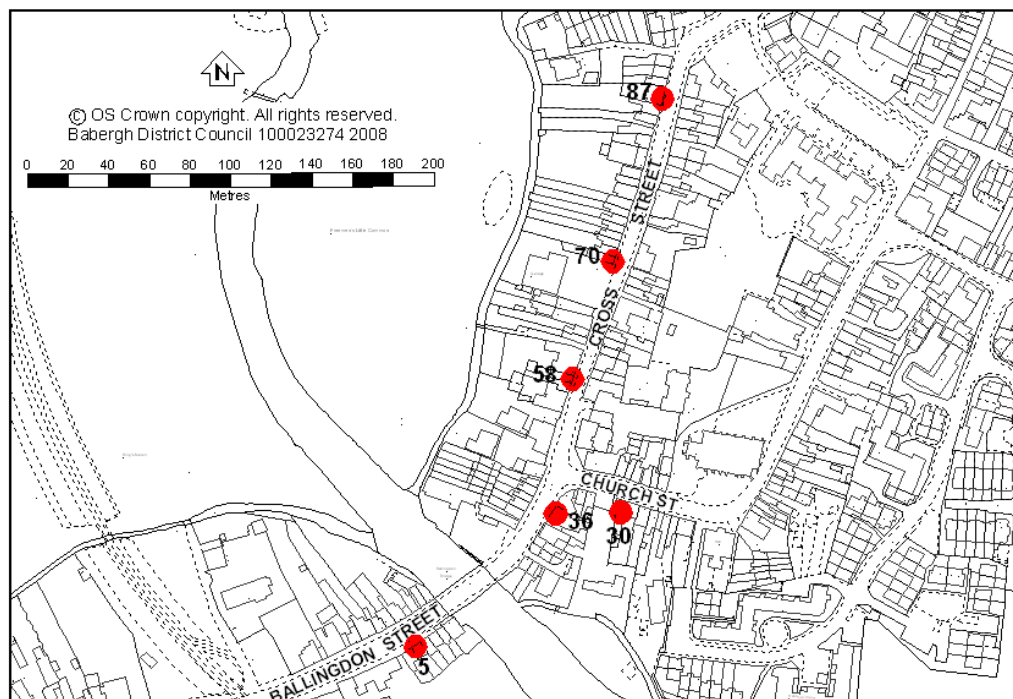 N
© OS Crown copyright. All rights reserved.
Babergh District Council 100023274 2008
0 20 40 60 80 100 120 140 160 200
Metres
87
STREET
70
CROSS
58
CHURCH ST
36
30
BALLINGDON STREET
5